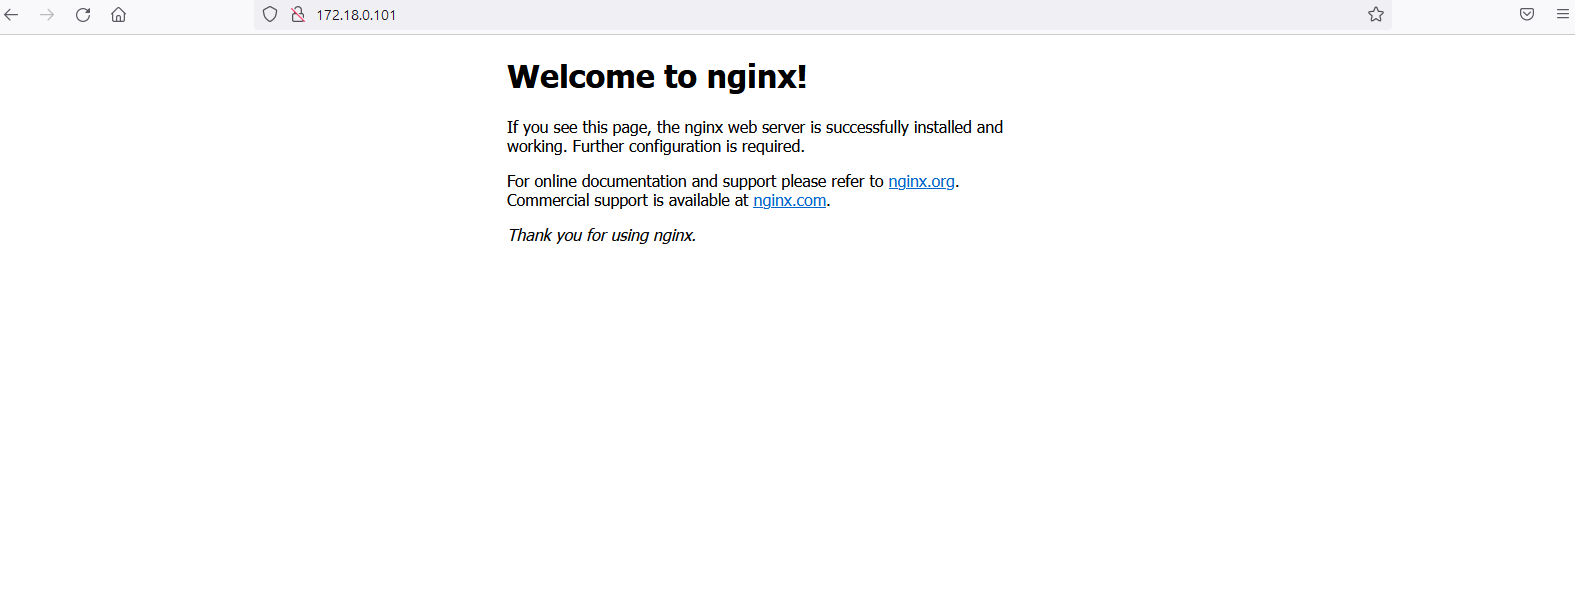 172.18.0.101
Welcome to nginx!
If you see this page, the nginx web server is successfully installed and
working. Further configuration is required.
For online documentation and support please refer to nginx.org.
Commercial support is available at nginx.com.
Thank you for using nginx.